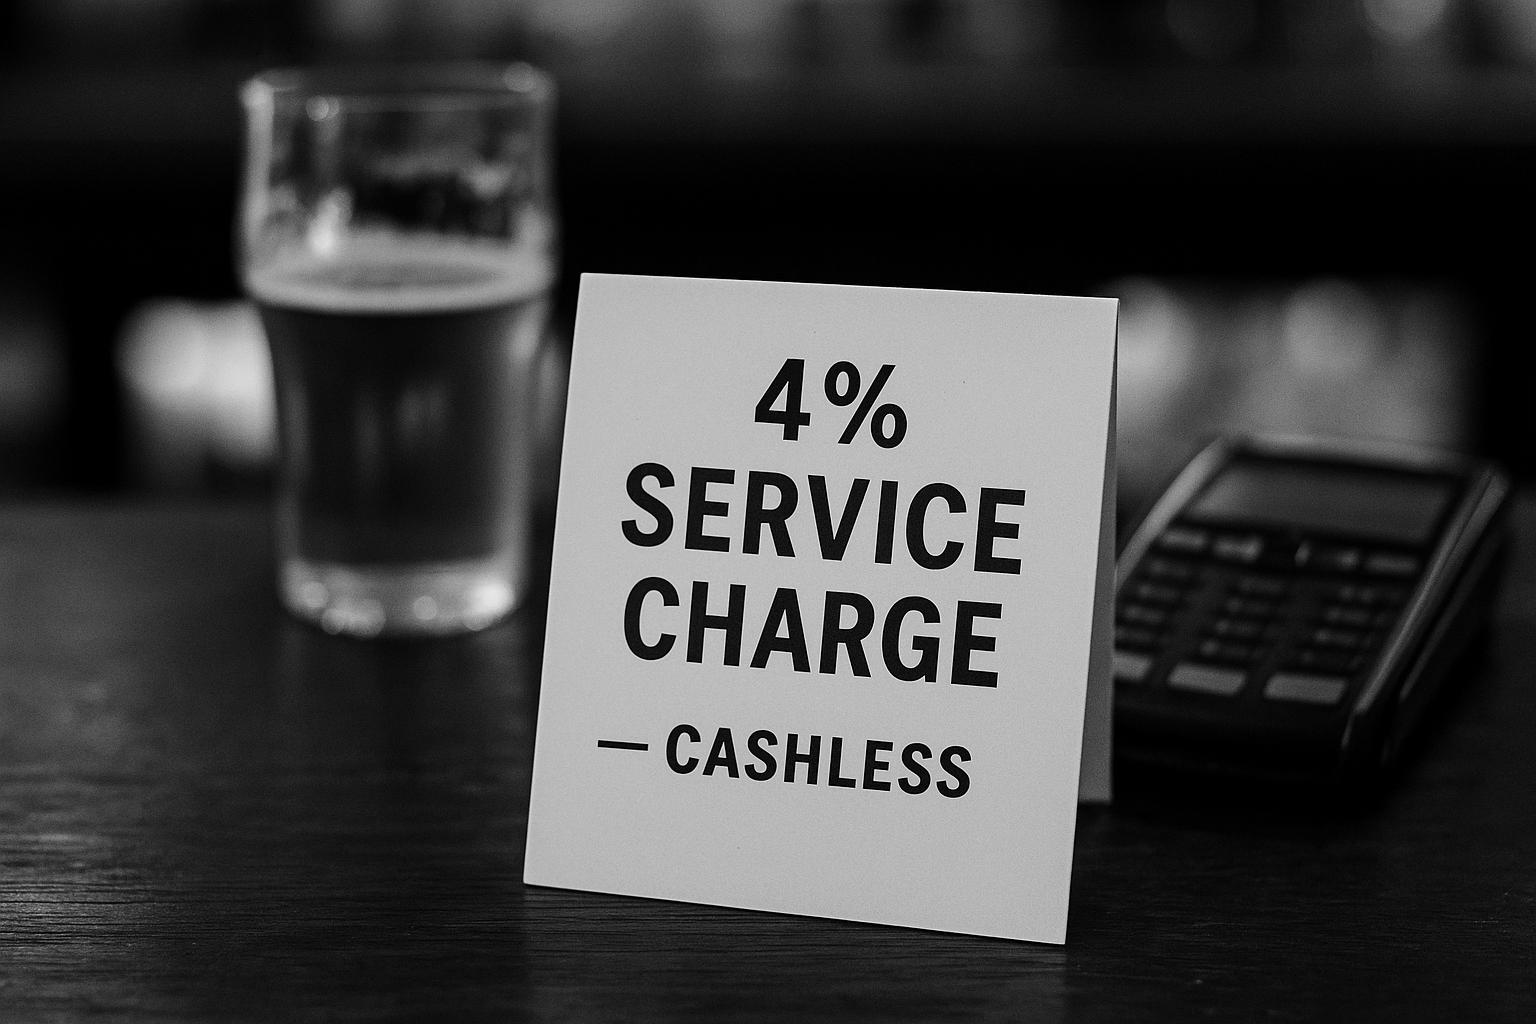 4%
SERVICE
CHARGE
— CASHLESS